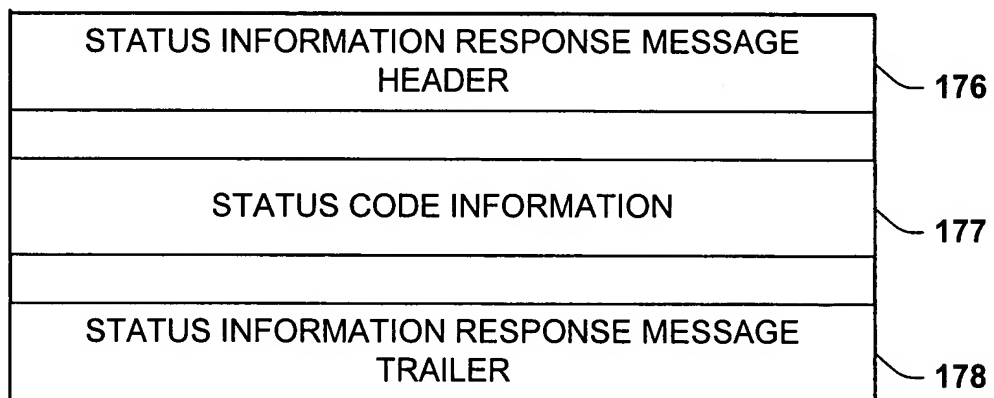 STATUS INFORMATION RESPONSE MESSAGE
HEADER
176
STATUS CODE INFORMATION
177
STATUS INFORMATION RESPONSE MESSAGE
TRAILER
178